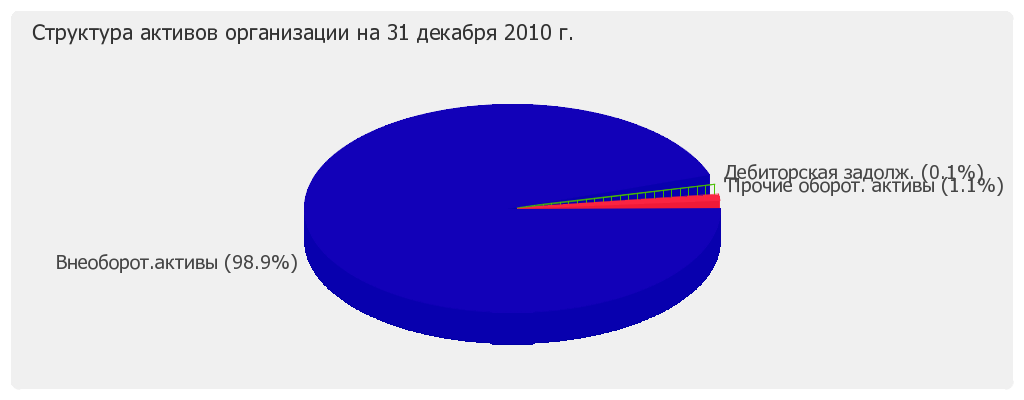 Структура активов организации на 31 декабря 2010 г.
Дебиторская задолж. (0.1%)
Прочие оборот. активы (1.1%)
Внеоборот.активы (98.9%)